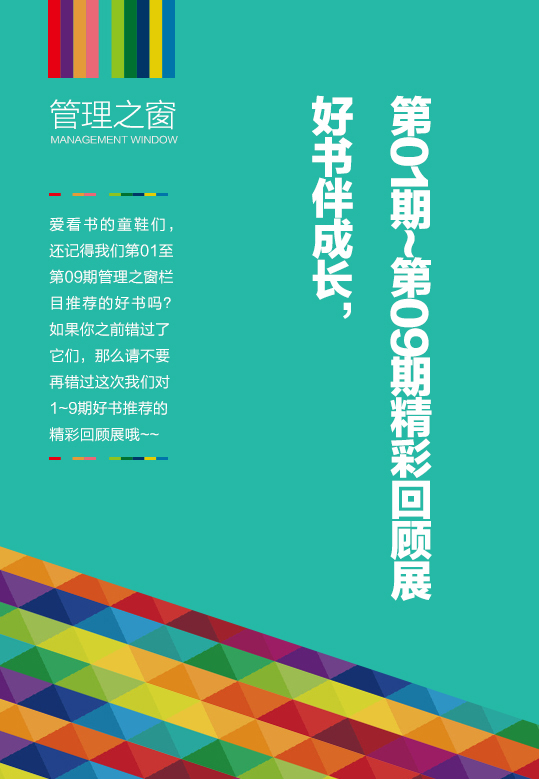 管理之窗
MANAGEMENT WINDOW
爱看书的童鞋们，
还记得我们第01至
第09期管理之窗栏
目推荐的好书吗?
如果你之前错过了
它们，那么请不要
再错过这次我们对
1~9期好书推荐的
精彩回顾展哦~~
好书伴成长，
第01期~第09期精彩回顾展